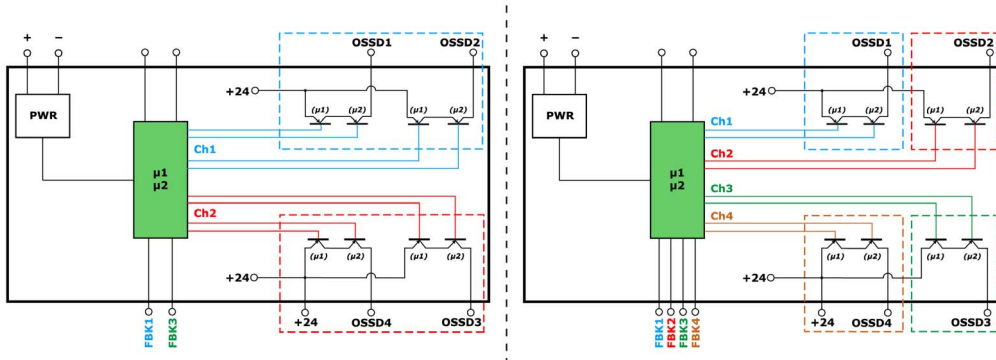 + −
OSSD1 OSSD2
+24
PWR
(µ1) (µ2) (µ1) (µ2)
Ch1
µ1
µ2
Ch2
(µ1) (µ2) (µ1) (µ2)
+24
+24 OSSD4 OSSD3
FBK1
FBK3
+ −
OSSD1 OSSD2
+24
PWR
(µ1) (µ2) (µ1) (µ2)
Ch1
Ch2
µ1
µ2
Ch3
Ch4
(µ1) (µ2) (µ1) (µ2)
+24
+24 OSSD4 OSSD3
FBK1
FBK2
FBK3
FBK4